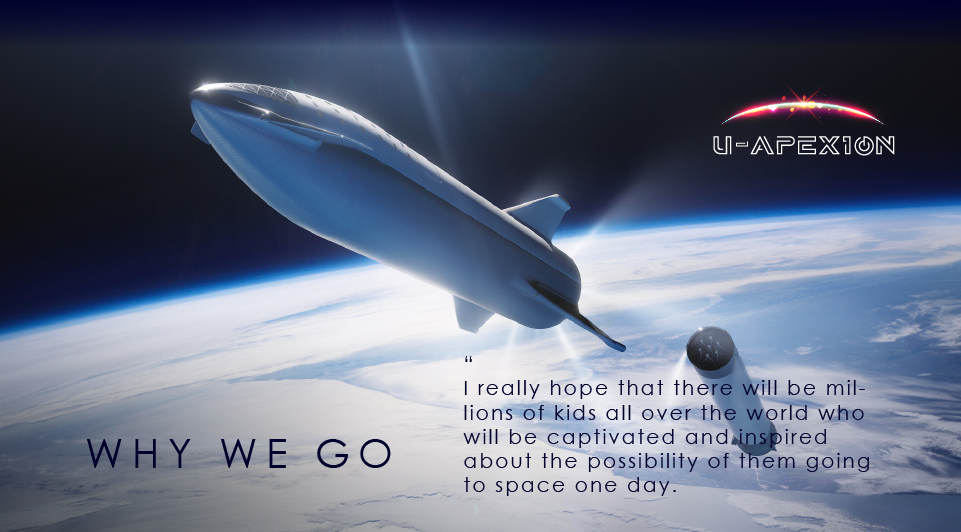 U-APEX1ON
WHY WE GO
“
I really hope that there will be mil-
lions of kids all over the world who
will be captivated and inspired
about the possibility of them going
to space one day.